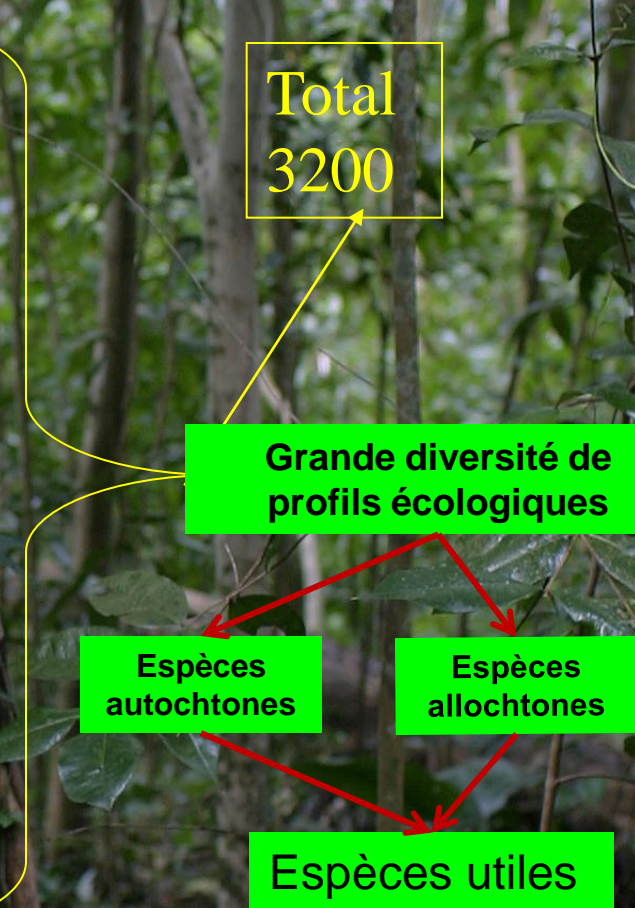 Total
3200
Grande diversité de
profils écologiques
Espèces
autochtones
Espèces
allochtones
Espèces utiles